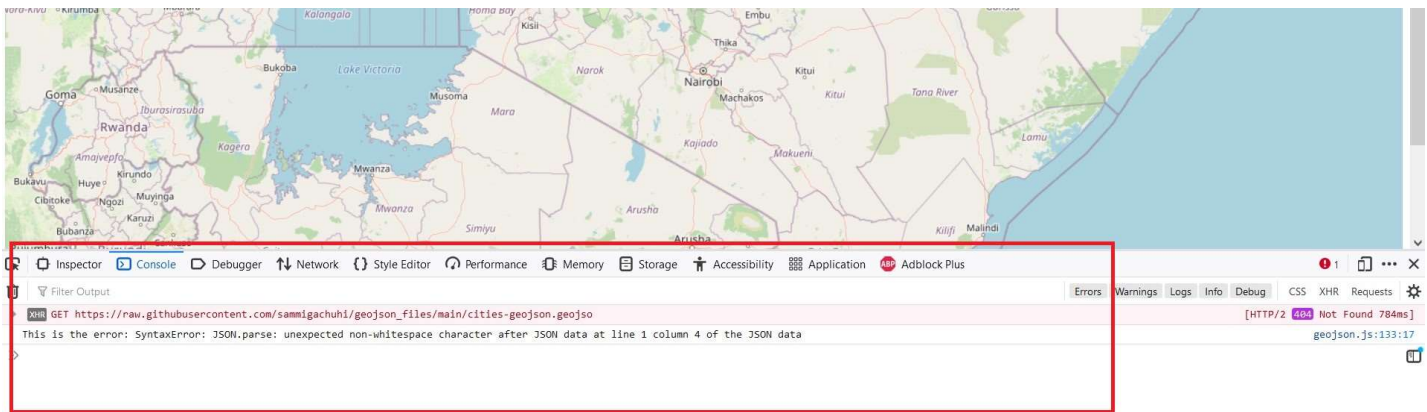 Kirumba
Kalangala
Homa Bay
Kisii
Embu
Thika
Bukoba
Lake Victoria
Narok
Nairobi
Kitui
Goma
Musanze
Musoma
Machakos
Kitui
Tana River
Iburasirasuba
Mara
Rwanda
Kagera
Kajiado
Lamu
Amajyepfo
Makueni
Bukavu
Huye
Kirundo
Mwanza
Cibitoke
Ngozi
Muyinga
Mwanza
Arusha
Karuzi
Simiyu
Kilifi
Malindi
Bubanza
Arusha
Inspector Console Debugger Network {} Style Editor Performance Memory Storage Accessibility Application ABP Adblock Plus 1
Filter Output Errors Warnings Logs Info Debug CSS XHR Requests
XHR GET https://raw.githubusercontent.com/sammigachuhi/geojson_files/main/cities-geojson.geojso [HTTP/2 404 Not Found 784ms]
This is the error: SyntaxError: JSON.parse: unexpected non-whitespace character after JSON data at line 1 column 4 of the JSON data geojson.js:133:17